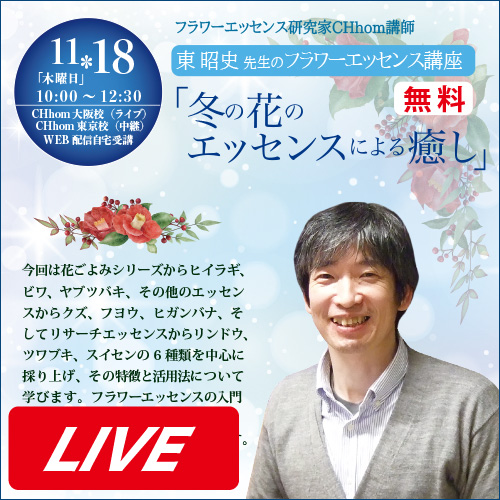 11*18
「木曜日」
10:00 ～ 12:30
CHhom 大阪校（ライブ）
CHhom 東京校（中継）
WEB 配信自宅受講
フラワーエッセンス研究家CHhom講師
東 昭史 先生のフラワーエッセンス講座
無料
「冬の花の
エッセンスによる癒し」
今回は花ごよみシリーズからヒイラギ、
ビワ、ヤブツバキ、その他のエッセン
スからクズ、フヨウ、ヒガンバナ、そ
してリサーチエッセンスからリンドウ、
ツワブキ、スイセンの 6 種類を中心に
採り上げ、その特徴と活用法について
学びます。フラワーエッセンスの入門
す。
LIVE